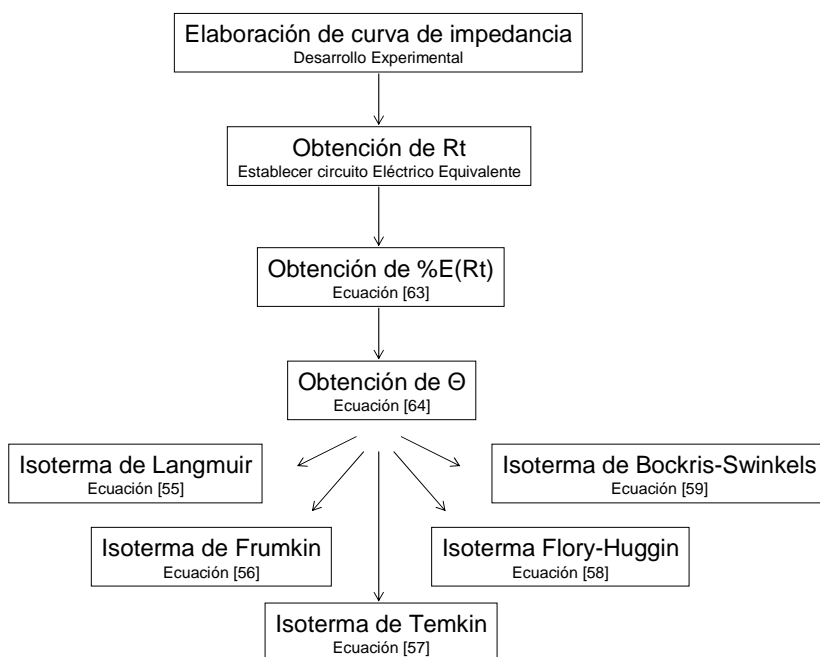 Elaboración de curva de impedancia
Desarrollo Experimental
Obtención de Rt
Establecer circuito Eléctrico Equivalente
Obtención de %E(Rt)
Ecuación [63]
Obtención de Θ
Ecuación [64]
Isoterma de Langmuir
Ecuación [55]
Isoterma de Bockris-Swinkels
Ecuación [59]
Isoterma de Frumkin
Ecuación [56]
Isoterma Flory-Huggin
Ecuación [58]
Isoterma de Temkin
Ecuación [57]